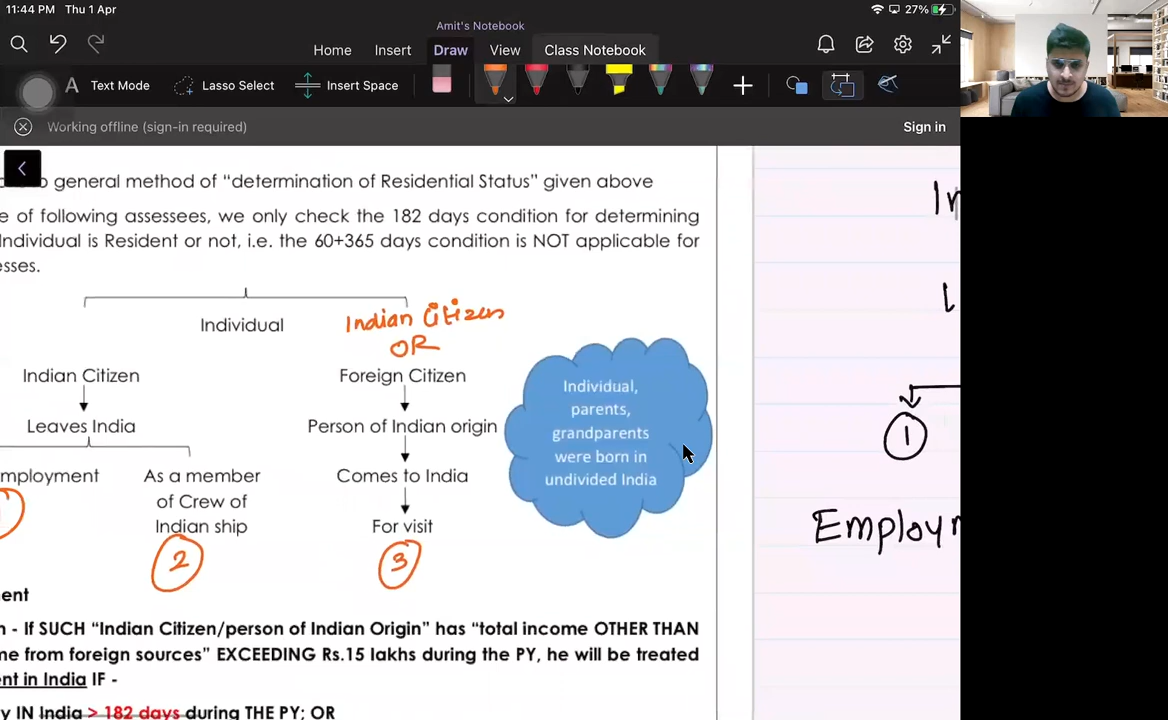 11:44 PM Thu 1 Apr
27%
Amit's Notebook
Home Insert Draw View Class Notebook
A Text Mode Lasso Select Insert Space
Working offline (sign-in required) Sign in
general method of “determination of Residential Status” given above
e of following assessees, we only check the 182 days condition for determining
Individual is Resident or not, i.e. the 60+365 days condition is NOT applicable for
esses.
Individual
Indian Citizen
OR
Indian Citizen
Foreign Citizen
Leaves India
Person of Indian origin
mployment
As a member
of Crew of
Indian ship
Comes to India
For visit
1
2
3
Individual,
parents,
grandparents
were born in
undivided India
ent
n - If SUCH “Indian Citizen/person of Indian Origin” has “total income OTHER THAN
me from foreign sources” EXCEEDING Rs.15 lakhs during the PY, he will be treated
ent in India IF -
y IN India > 182 days during THE PY; OR
In
1
Employm